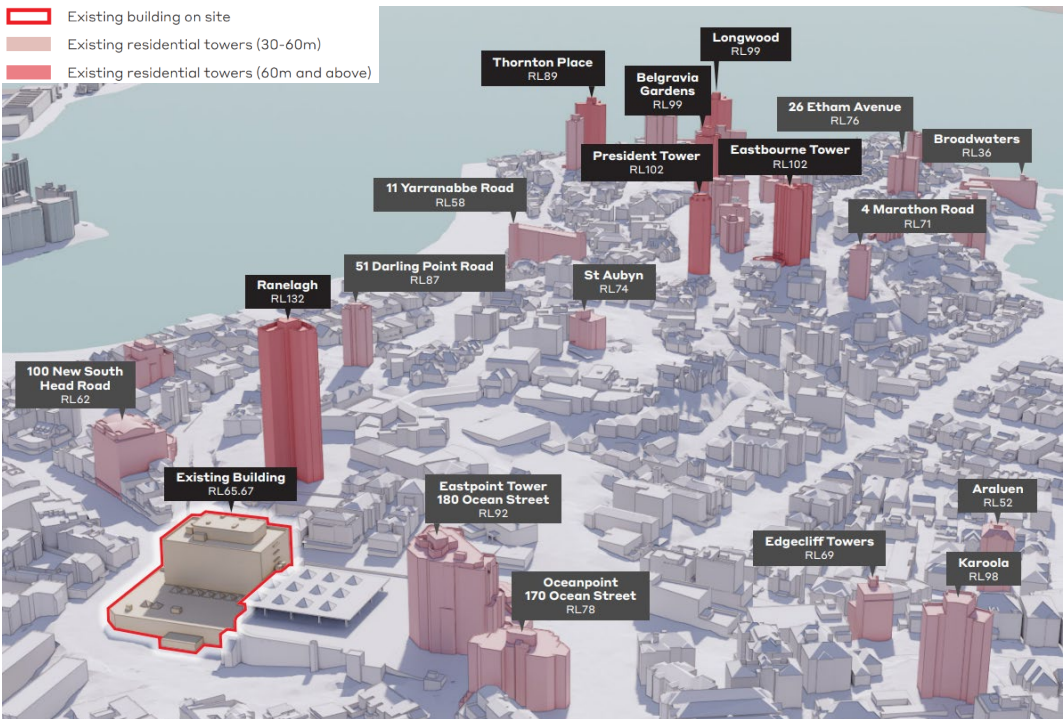 Existing building on site
Existing residential towers (30-60m)
Existing residential towers (60m and above)
Longwood
RL99
Thornton Place
RL89
Belgravia
Gardens
RL99
26 Etham Avenue
RL76
Broadwaters
RL36
President Tower
RL102
Eastbourne Tower
RL102
11 Yarranabbe Road
RL58
4 Marathon Road
RL71
51 Darling Point Road
RL87
St Aubyn
RL74
Ranelagh
RL132
100 New South
Head Road
RL62
Existing Building
RL65.67
Eastpoint Tower
180 Ocean Street
RL92
Araluen
RL52
Edgecliff Towers
RL69
Karoola
RL98
Oceanpoint
170 Ocean Street
RL78